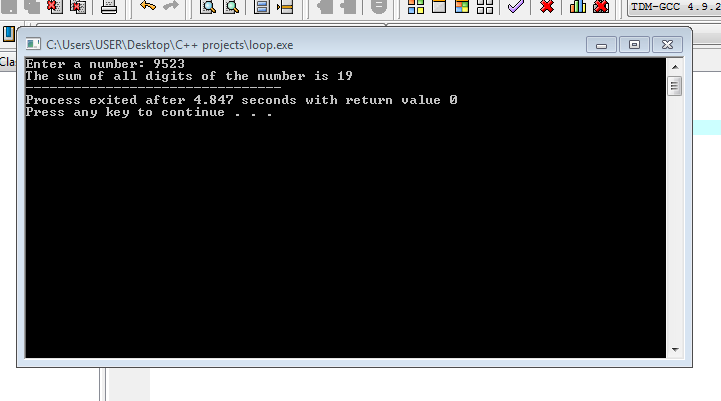 TDM-GCC 4.9.2
C:\Users\USER\Desktop\C++ projects\loop.exe
Cla
Enter a number: 9523
The sum of all digits of the number is 19
--------------------------------
Process exited after 4.847 seconds with return value 0
Press any key to continue . . .